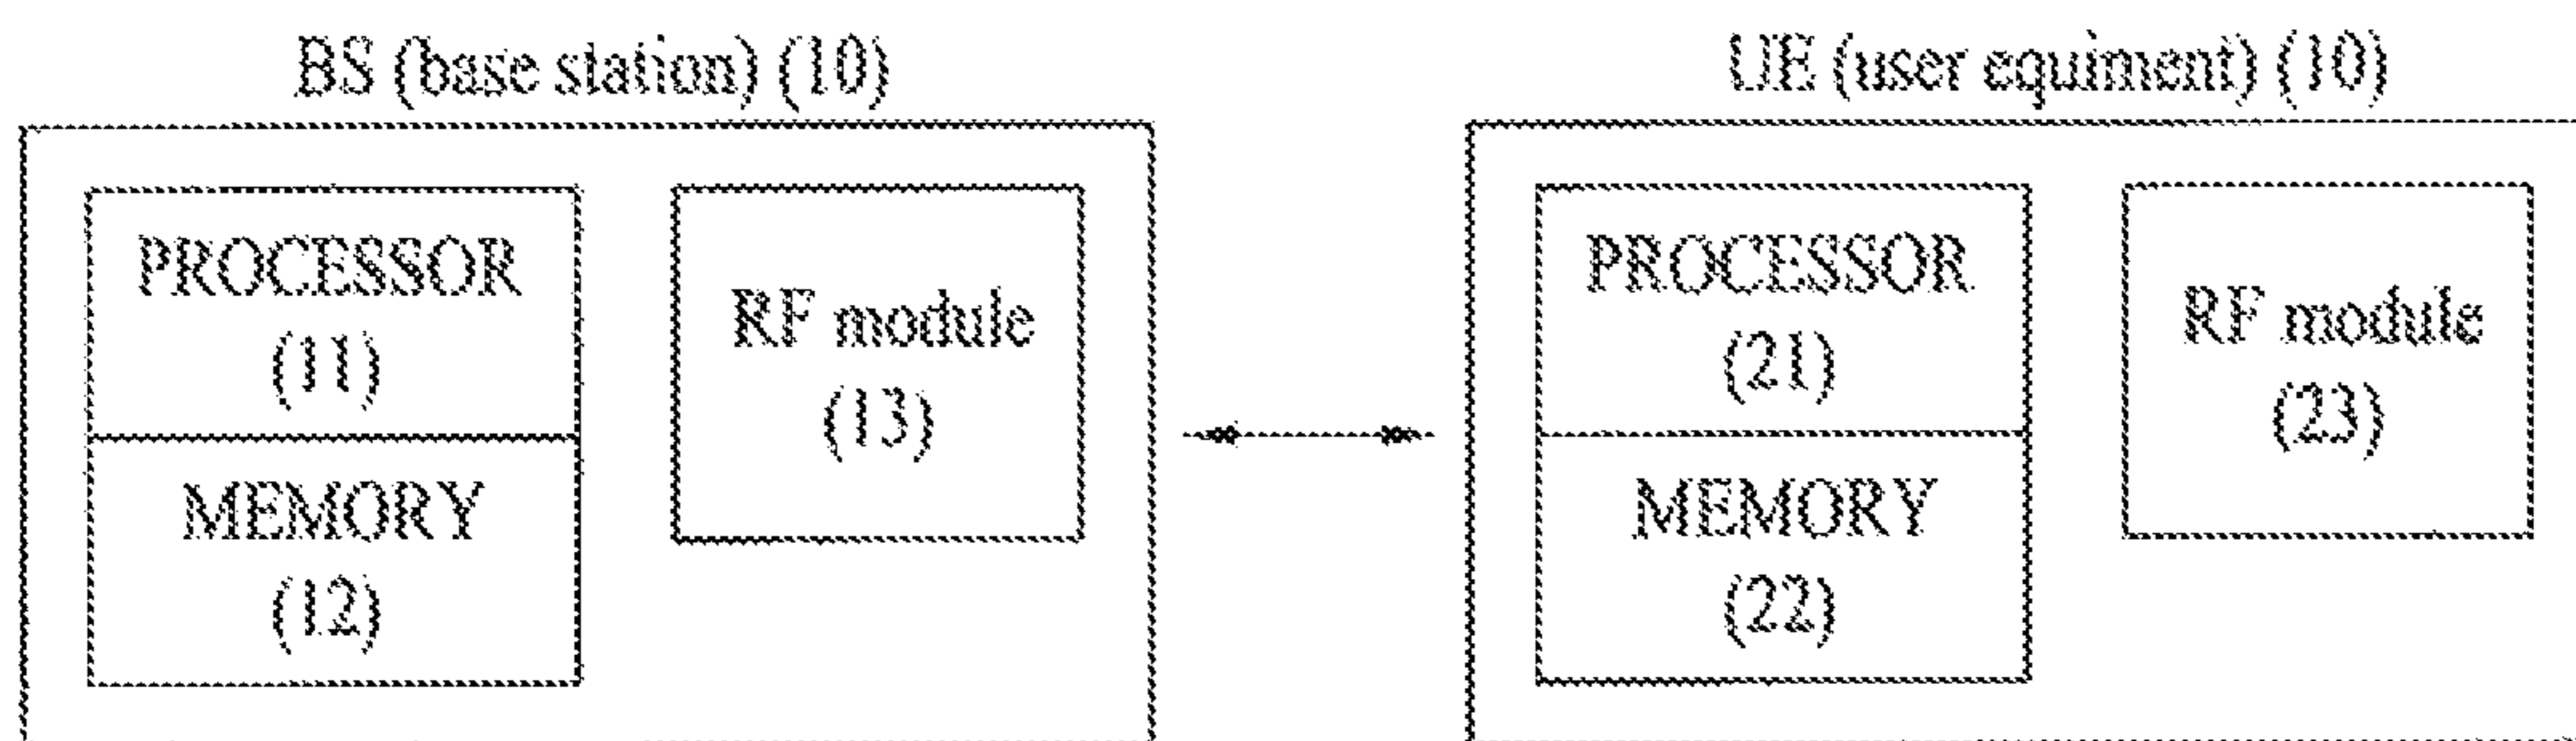 BS (base station) (10)
UE (user equiment) (10)
PROCESSOR
(11)
MEMORY
(12)
RF module
(13)
PROCESSOR
(21)
MEMORY
(22)
RF module
(23)